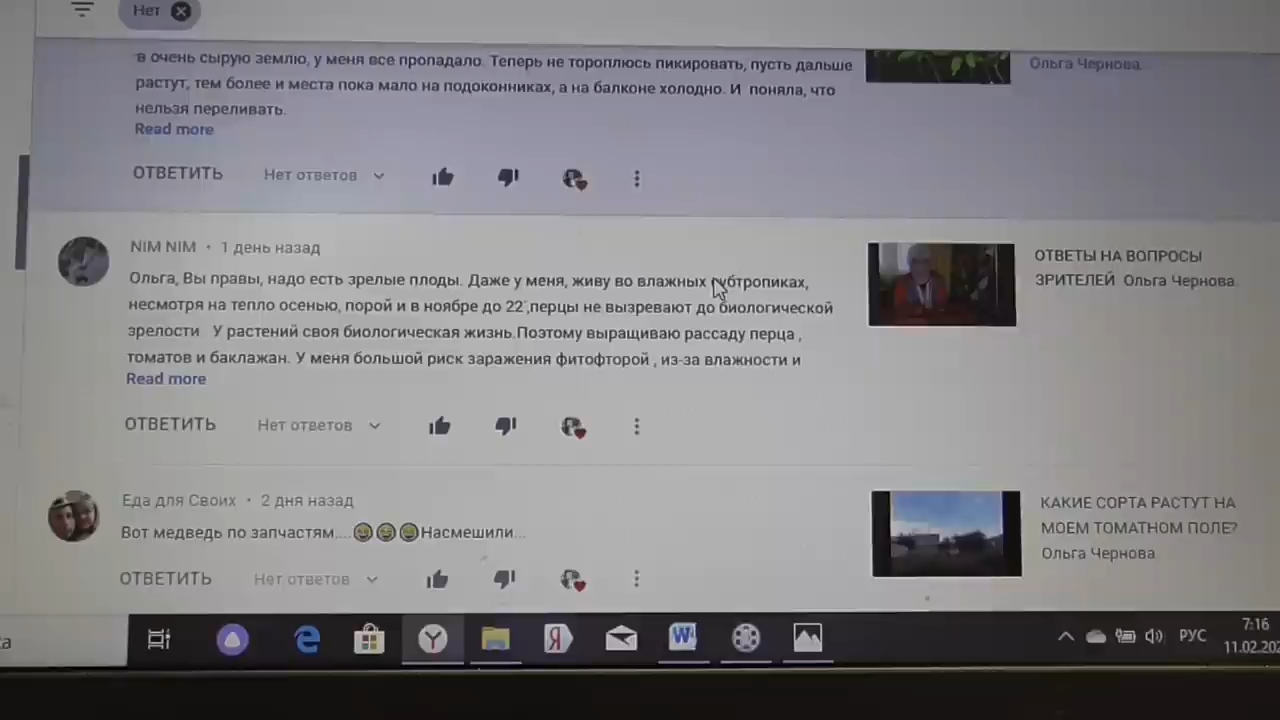 Нет
в очень сырую землю, у меня все пропадало. Теперь не тороплюсь пикировать, пусть дальше
растут, тем более и места пока мало на подоконниках, а на балконе холодно. И поняла, что
нельзя переливать.
Read more
Ольга Чернова.
ОТВЕТИТЬ Нет ответов
NIM NIM • 1 день назад
Ольга, Вы правы, надо есть зрелые плоды. Даже у меня, живу во влажных субтропиках,
несмотря на тепло осенью, порой и в ноябре до 22°,перцы не вызревают до биологической
зрелости У растений своя биологическая жизнь.Поэтому выращиваю рассаду перца ,
томатов и баклажан. У меня большой риск заражения фитофторой , из-за влажности и
Read more
ОТВЕТЫ НА ВОПРОСЫ
ЗРИТЕЛЕЙ Ольга Чернова.
ОТВЕТИТЬ Нет ответов
Еда для Своих • 2 дня назад
Вот медведь по запчастям....😂😂😂Насмешили...
КАКИЕ СОРТА РАСТУТ НА
МОЕМ ТОМАТНОМ ПОЛЕ?
Ольга Чернова
ОТВЕТИТЬ Нет ответов
РУС
7:16